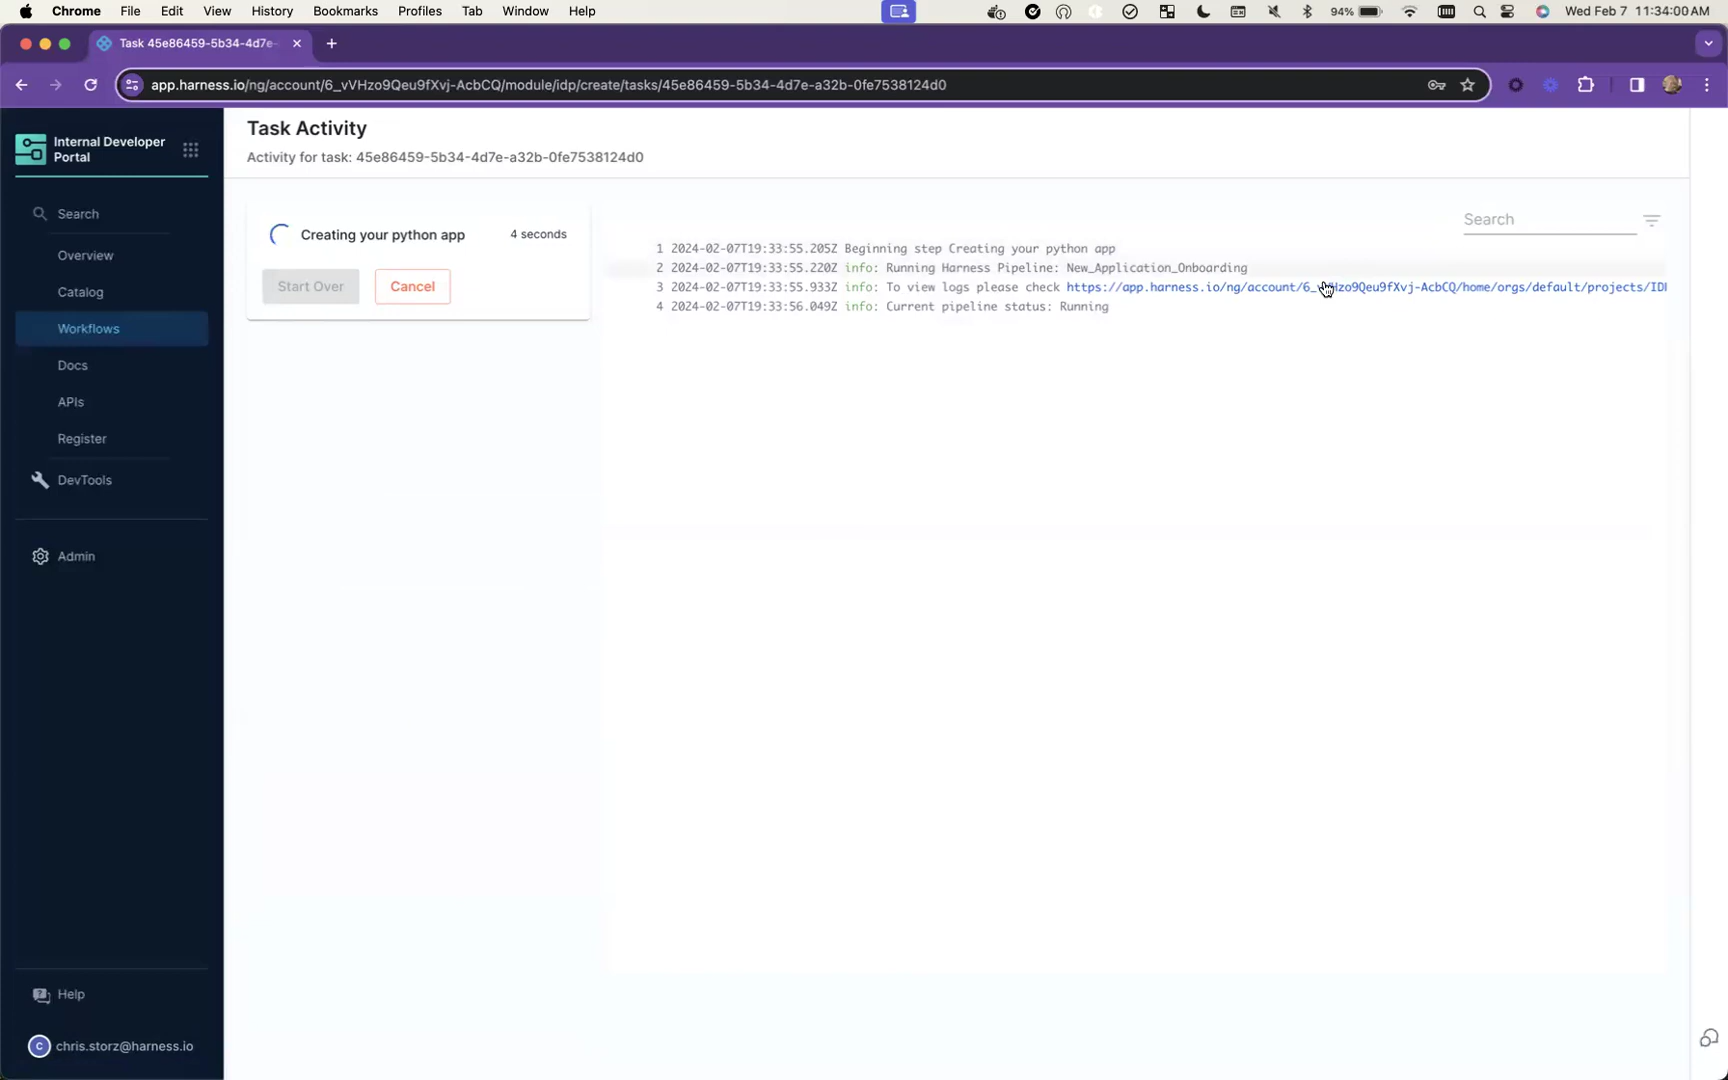 Chrome File Edit View History Bookmarks Profiles Tab Window Help 94% Wed Feb 7 11:34:00 AM
Task 45e86459-5b34-4d7e-
app.harness.io/ng/account/6_vVHzo9Qeu9fXvj-AcbCQ/module/idp/create/tasks/45e86459-5b34-4d7e-a32b-0fe7538124d0
Internal Developer
Portal
Search
Overview
Catalog
Workflows
Docs
APIs
Register
DevTools
Admin
Help
C chris.storz@harness.io
Task Activity
Activity for task: 45e86459-5b34-4d7e-a32b-0fe7538124d0
Creating your python app 4 seconds
Start Over Cancel
Search
1 2024-02-07T19:33:55.205Z Beginning step Creating your python app
2 2024-02-07T19:33:55.220Z info: Running Harness Pipeline: New_Application_Onboarding
3 2024-02-07T19:33:55.933Z info: To view logs please check https://app.harness.io/ng/account/6_vVHzo9Qeu9fXvj-AcbCQ/home/orgs/default/projects/ID
4 2024-02-07T19:33:56.049Z info: Current pipeline status: Running